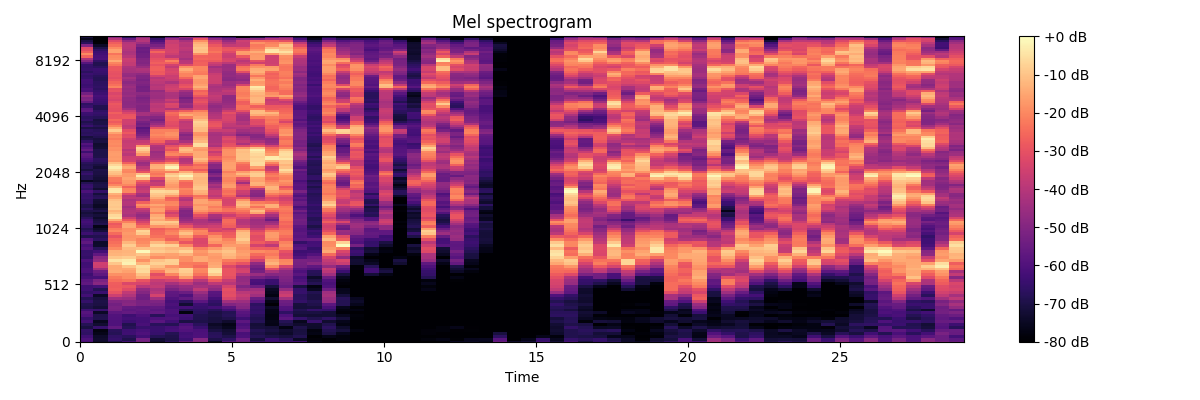 Mel spectrogram
+0 dB
8192
-10 dB
4096
-20 dB
-30 dB
Hz
2048
-40 dB
1024
-50 dB
-60 dB
512
-70 dB
0
-80 dB
0 5 10 15 20 25
Time